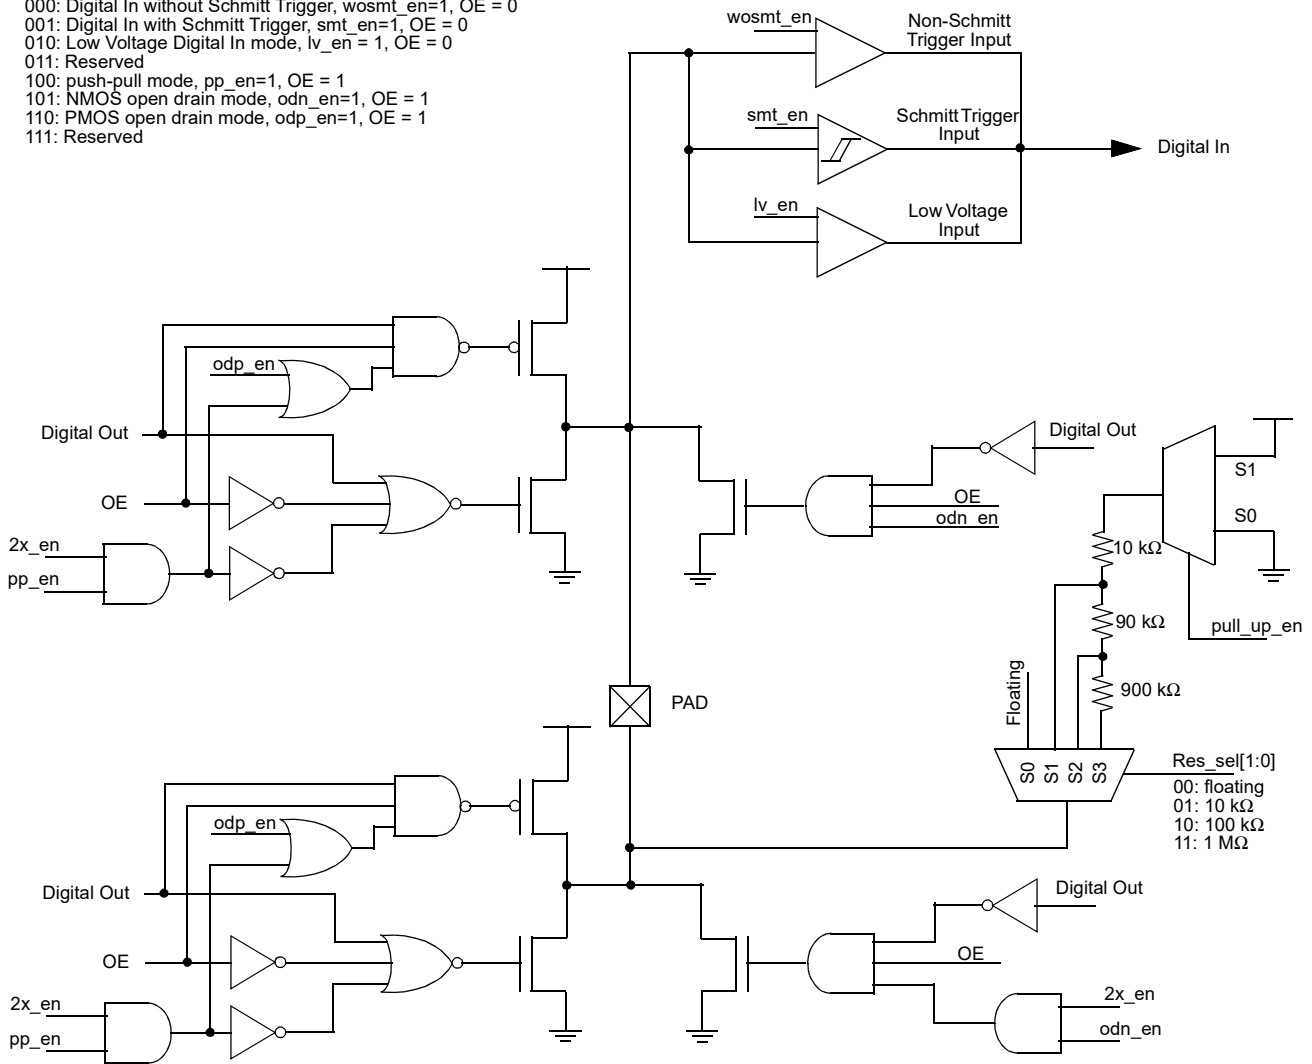 000: Digital In without Schmitt Trigger, wosmt_en=1, OE = 0
001: Digital In with Schmitt Trigger, smt_en=1, OE = 0
010: Low Voltage Digital In mode, lv_en = 1, OE = 0
011: Reserved
100: push-pull mode, pp_en=1, OE = 1
101: NMOS open drain mode, odn_en=1, OE = 1
110: PMOS open drain mode, odp_en=1, OE = 1
111: Reserved
wosmt_en
Non-Schmitt
Trigger Input
smt_en
Schmitt Trigger
Input
Digital In
lv_en
Low Voltage
Input
odp_en
Digital Out
OE
2x_en
pp_en
Digital Out
OE
odn_en
S1
S0
10 kΩ
90 kΩ
pull_up_en
900 kΩ
Floating
PAD
S0
S1
S2
S3
Res_sel[1:0]
00: floating
01: 10 kΩ
10: 100 kΩ
11: 1 MΩ
odp_en
Digital Out
OE
2x_en
pp_en
Digital Out
OE
2x_en
odn_en